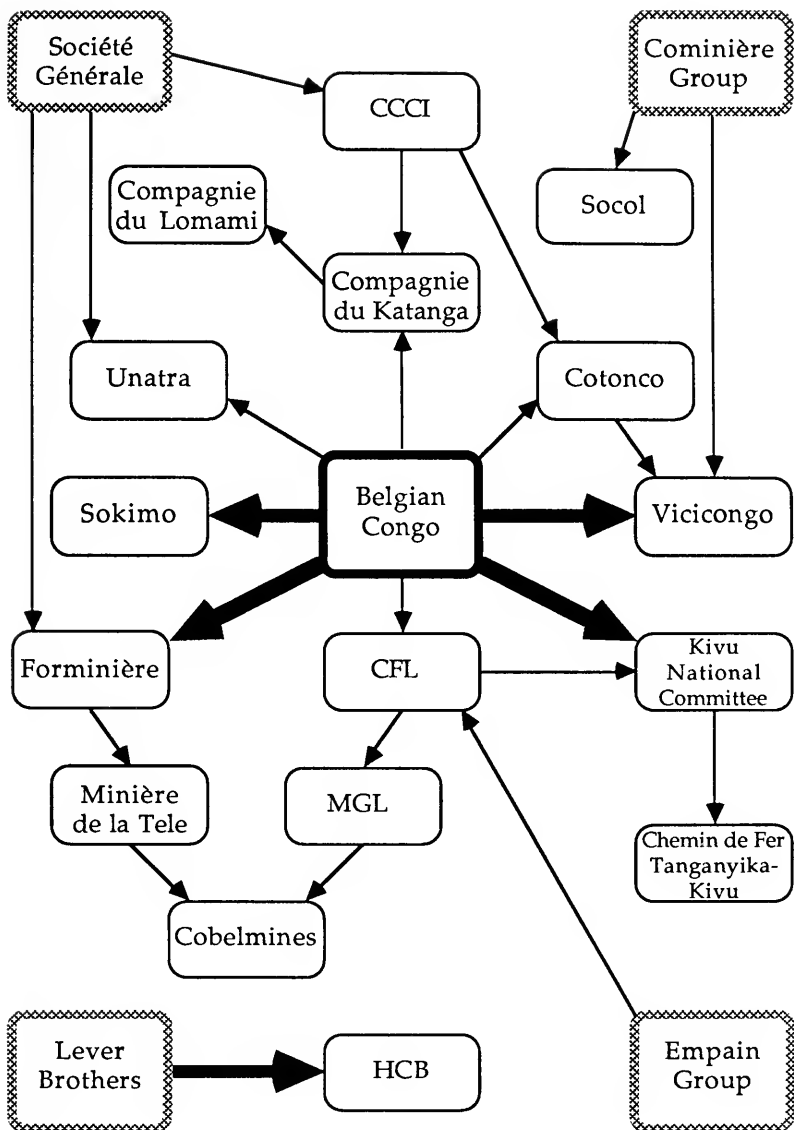 Société
Générale
Cominière
Group
CCCI
Compagnie
du Lomami
Socol
Compagnie
du Katanga
Unatra
Cotonco
Sokimo
Belgian
Congo
Vicicongo
Forminière
CFL
Kivu
National
Committee
Minière
de la Tele
MGL
Chemin de Fer
Tanganyika-
Kivu
Cobelmines
Lever
Brothers
HCB
Empain
Group